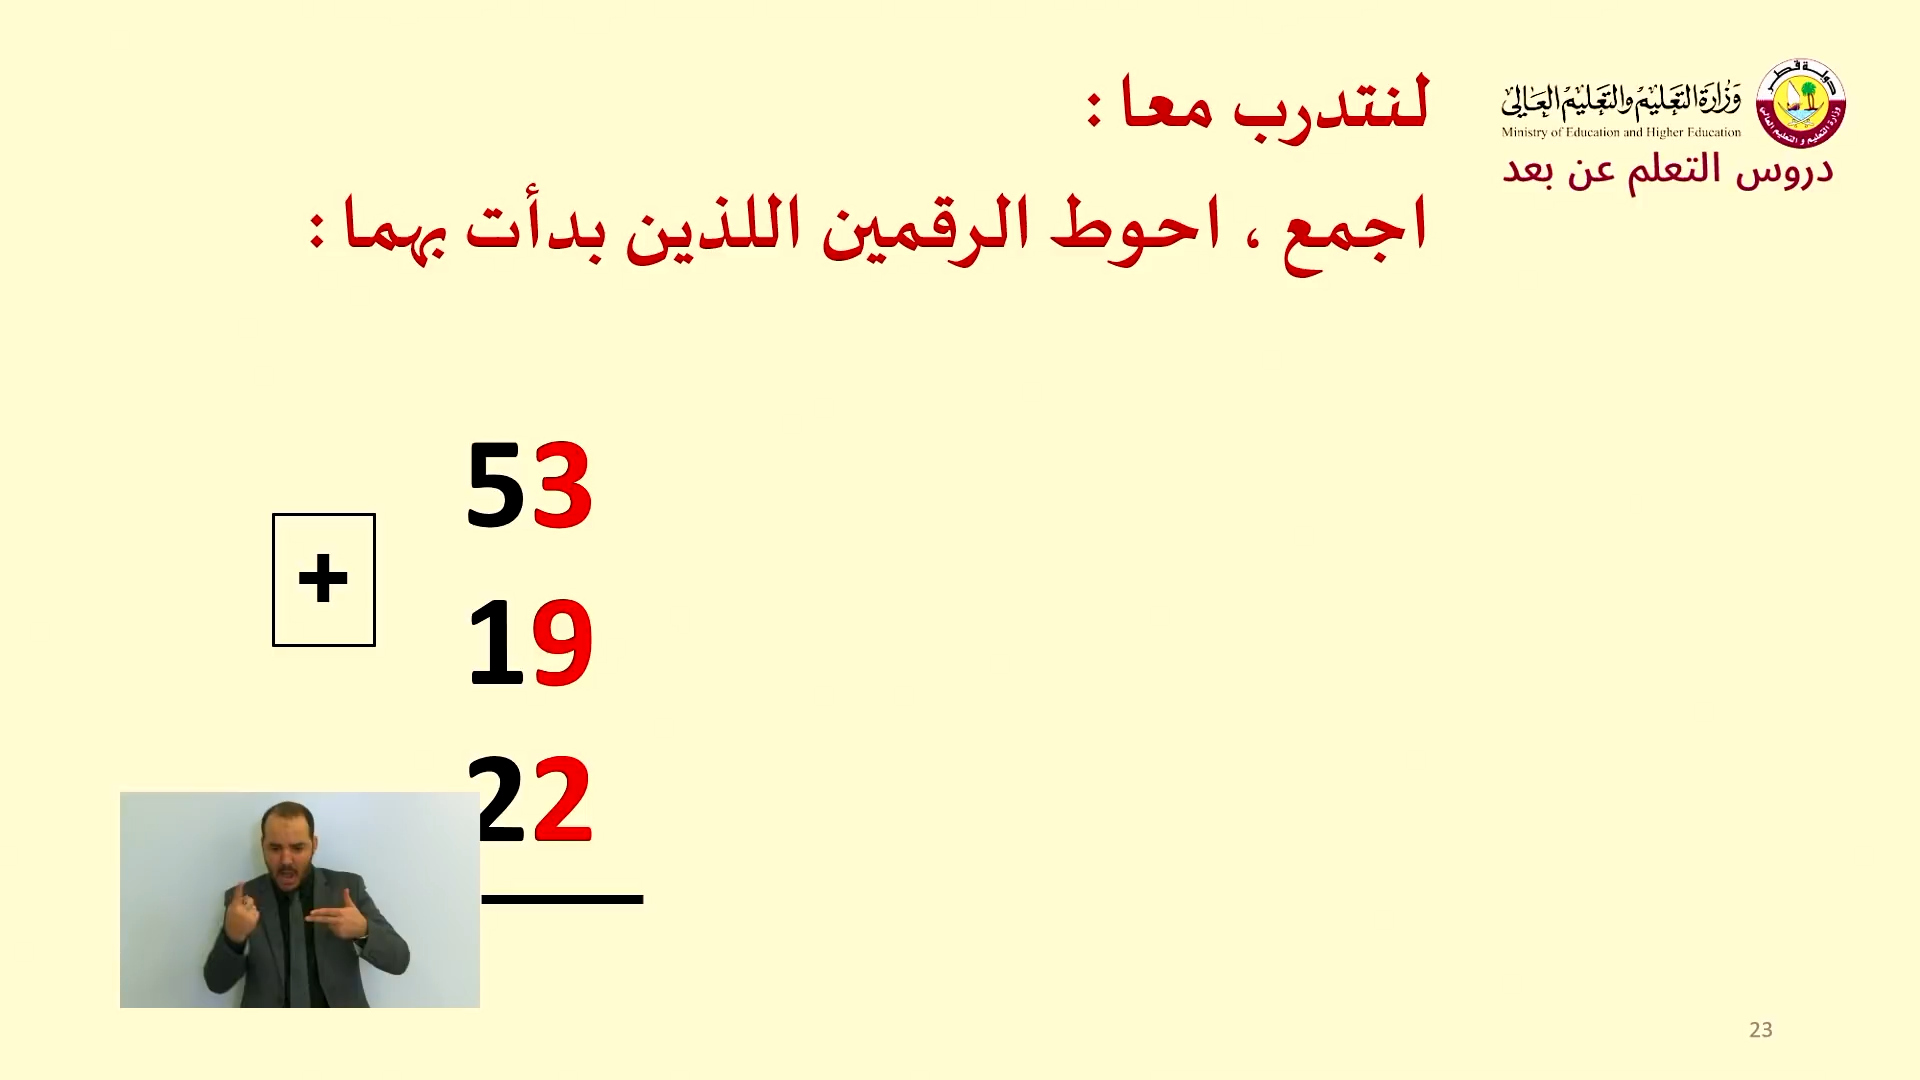 لنتدرب معا :
وزارة التعليم والتعليم العالي
Ministry of Education and Higher Education
دروس التعلم عن بعد
اجمع ، احوط الرقمين اللذين بدأت بهما :
53
+
19
22
23